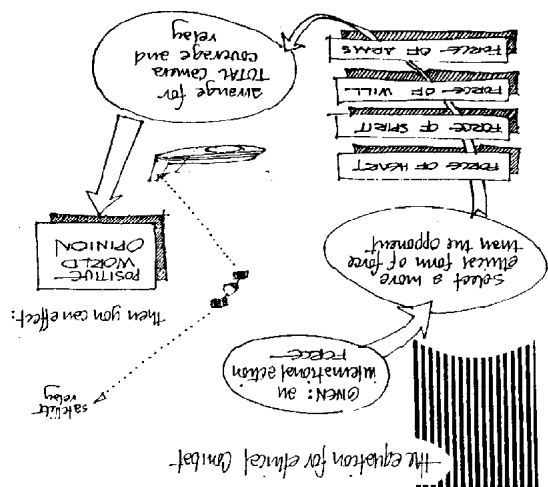 the equation for ethical combat
GIVEN: an
international action
FORCE
select a more
ethical form of force
than the opponent
FORCE OF HEART
FORCE OF SPIRIT
FORCE OF WILL
FORCE OF ARMS
arrange for
TOTAL camera
coverage and
relay
satellite
relay
then you can effect:
POSITIVE
WORLD
OPINION